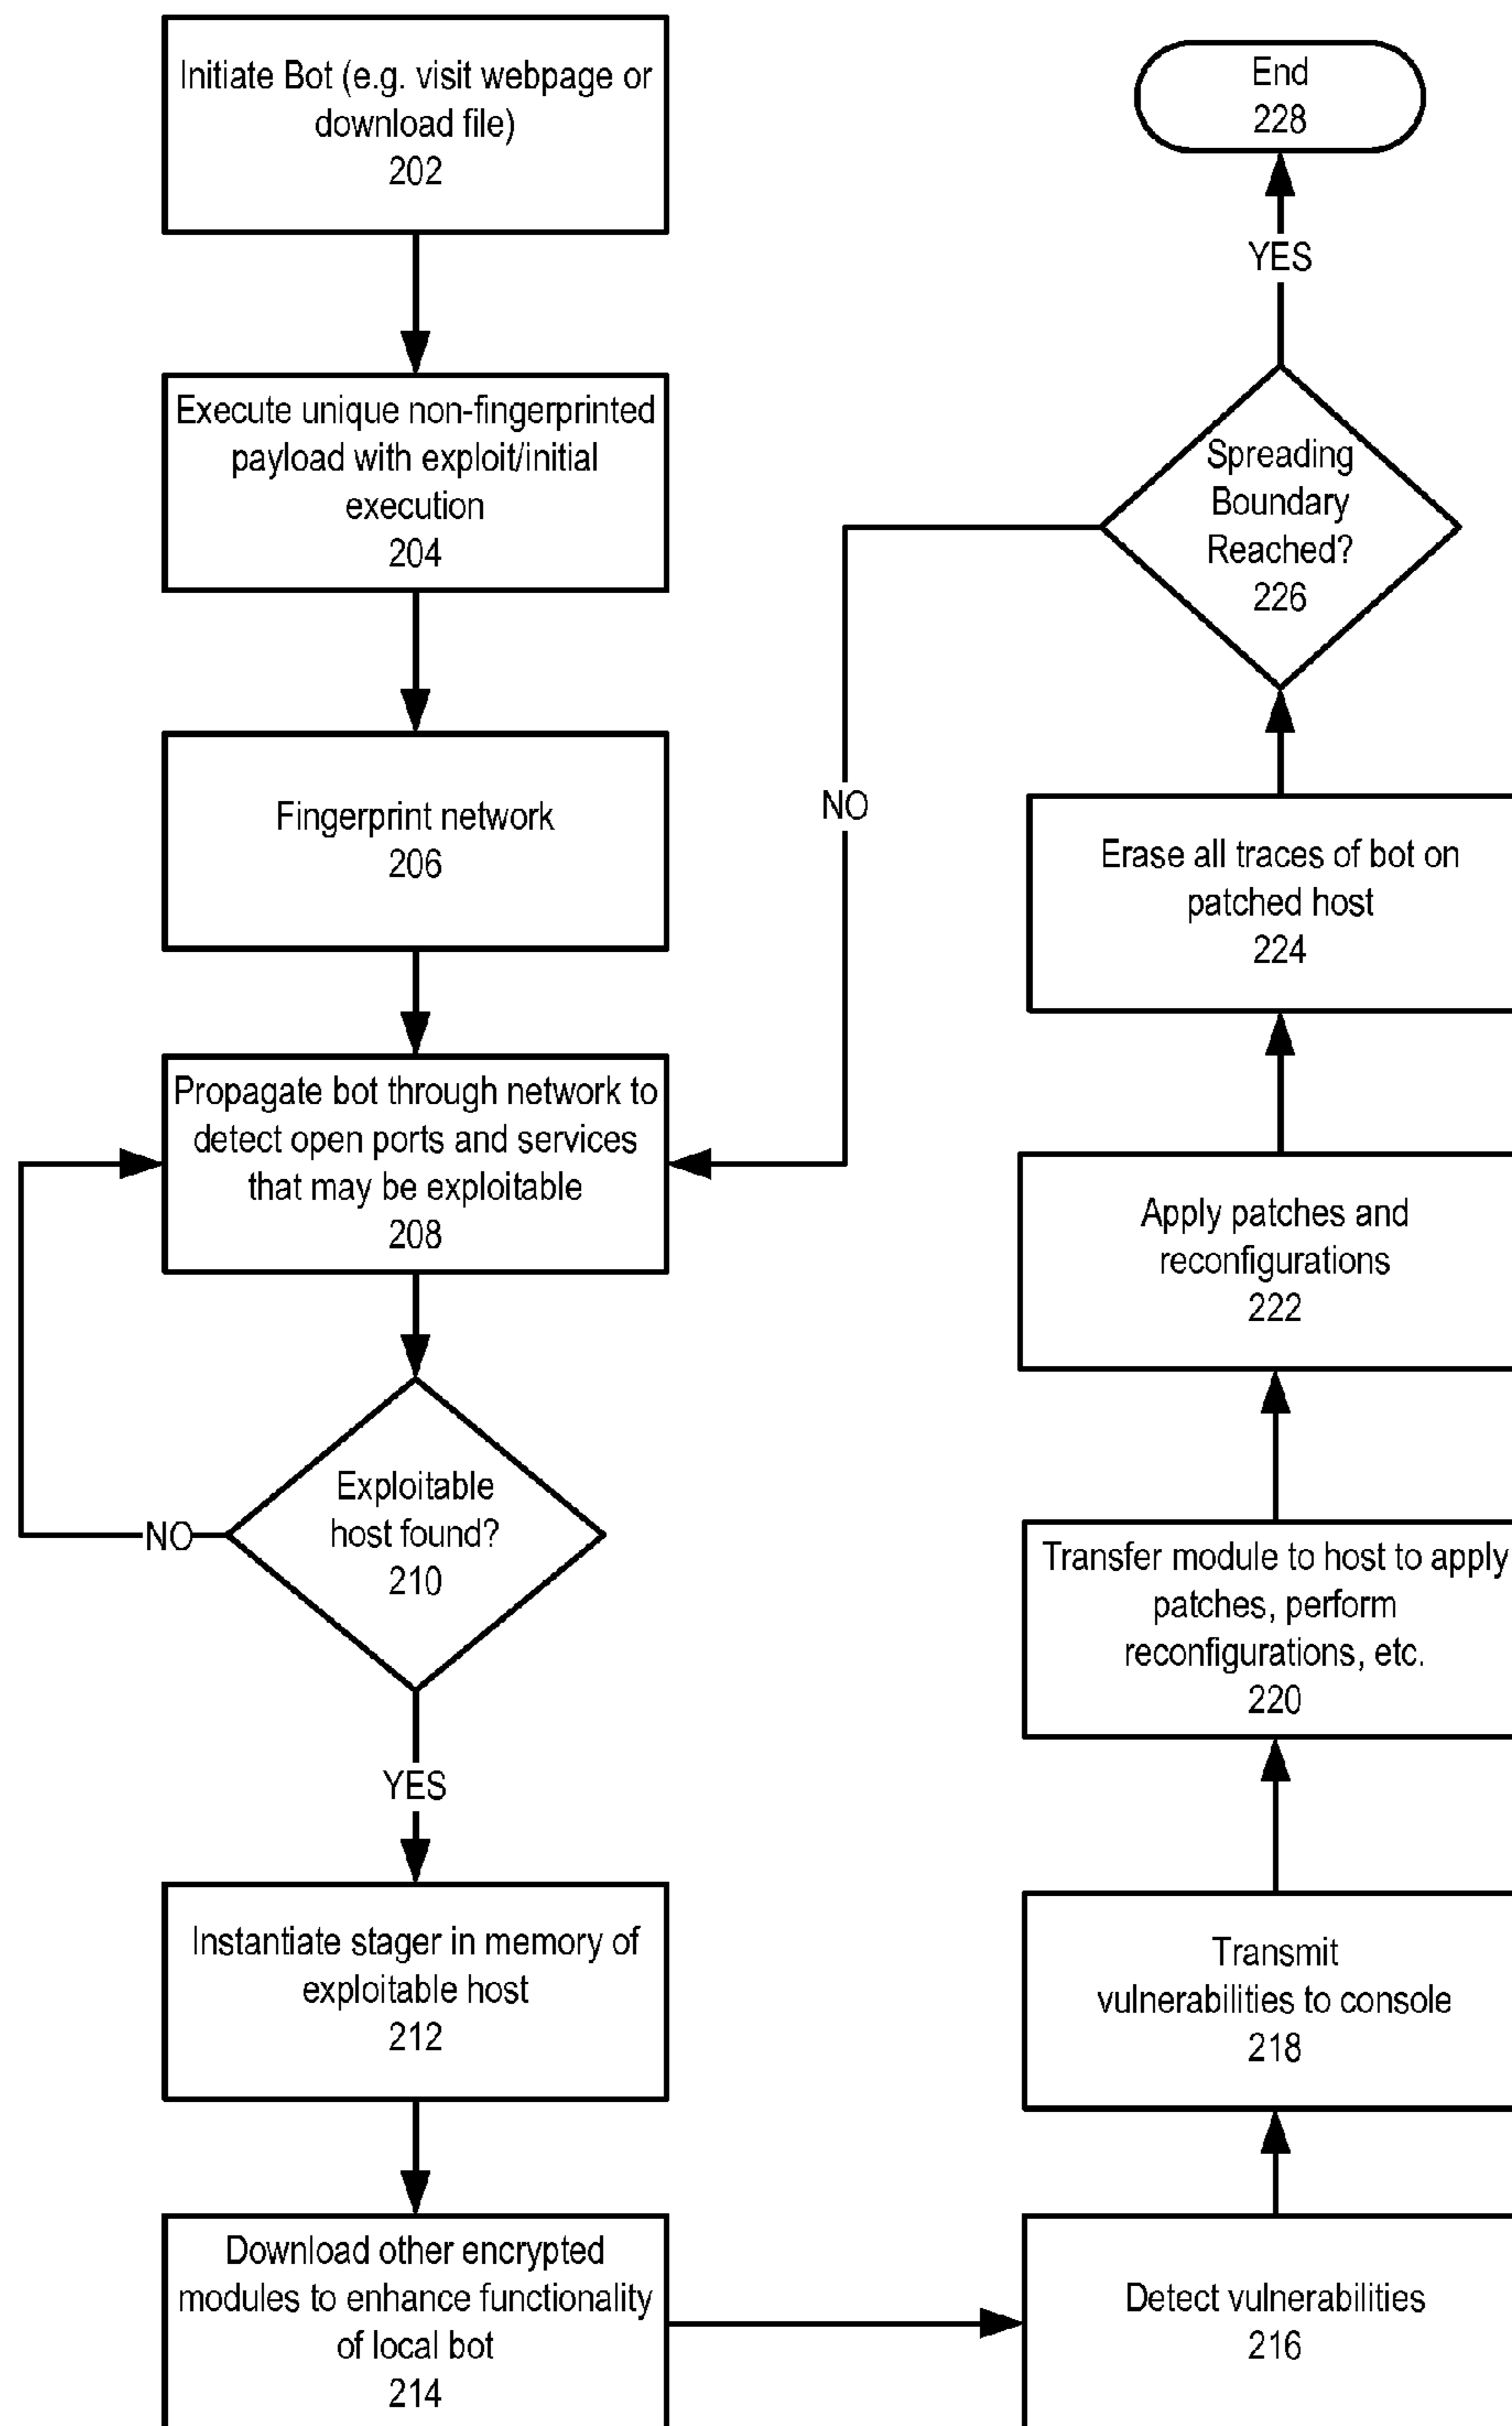 Initiate Bot (e.g. visit webpage or
download file)
202
Execute unique non-fingerprinted
payload with exploit/initial
execution
204
Fingerprint network
206
Propagate bot through network to
detect open ports and services
that may be exploitable
208
Exploitable
host found?
210
NO
YES
Instantiate stager in memory of
exploitable host
212
Download other encrypted
modules to enhance functionality
of local bot
214
Detect vulnerabilities
216
Transmit
vulnerabilities to console
218
Transfer module to host to apply
patches, perform
reconfigurations, etc.
220
Apply patches and
reconfigurations
222
Erase all traces of bot on
patched host
224
Spreading
Boundary
Reached?
226
NO
YES
End
228